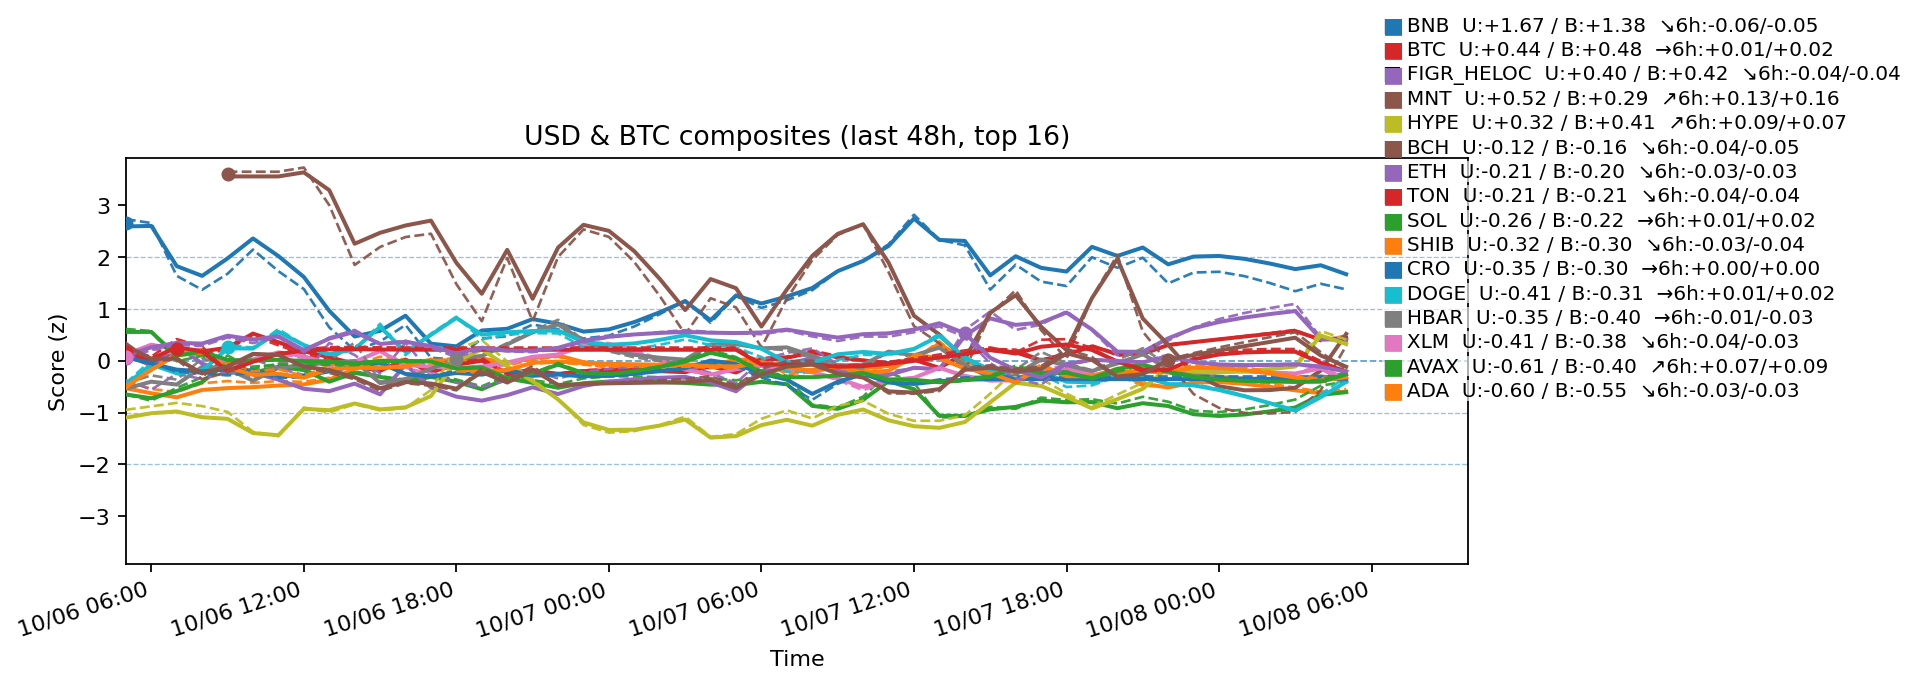 BNB U:+1.67 / B:+1.38 ↘6h:-0.06/-0.05
BTC U:+0.44 / B:+0.48 →6h:+0.01/+0.02
FIGR_HELOC U:+0.40 / B:+0.42 ↘6h:-0.04/-0.04
MNT U:+0.52 / B:+0.29 ↗6h:+0.13/+0.16
HYPE U:+0.32 / B:+0.41 ↗6h:+0.09/+0.07
BCH U:-0.12 / B:-0.16 ↘6h:-0.04/-0.05
ETH U:-0.21 / B:-0.20 ↘6h:-0.03/-0.03
TON U:-0.21 / B:-0.21 ↘6h:-0.04/-0.04
SOL U:-0.26 / B:-0.22 →6h:+0.01/+0.02
SHIB U:-0.32 / B:-0.30 ↘6h:-0.03/-0.04
CRO U:-0.35 / B:-0.30 →6h:+0.00/+0.00
DOGE U:-0.41 / B:-0.31 →6h:+0.01/+0.02
HBAR U:-0.35 / B:-0.40 →6h:-0.01/-0.03
XLM U:-0.41 / B:-0.38 ↘6h:-0.04/-0.03
AVAX U:-0.61 / B:-0.40 ↗6h:+0.07/+0.09
ADA U:-0.60 / B:-0.55 ↘6h:-0.03/-0.03
USD & BTC composites (last 48h, top 16)
Score (z)
3
2
1
0
−1
−2
−3
10/06 06:00
10/06 12:00
10/06 18:00
10/07 00:00
10/07 06:00
10/07 12:00
10/07 18:00
10/08 00:00
10/08 06:00
Time